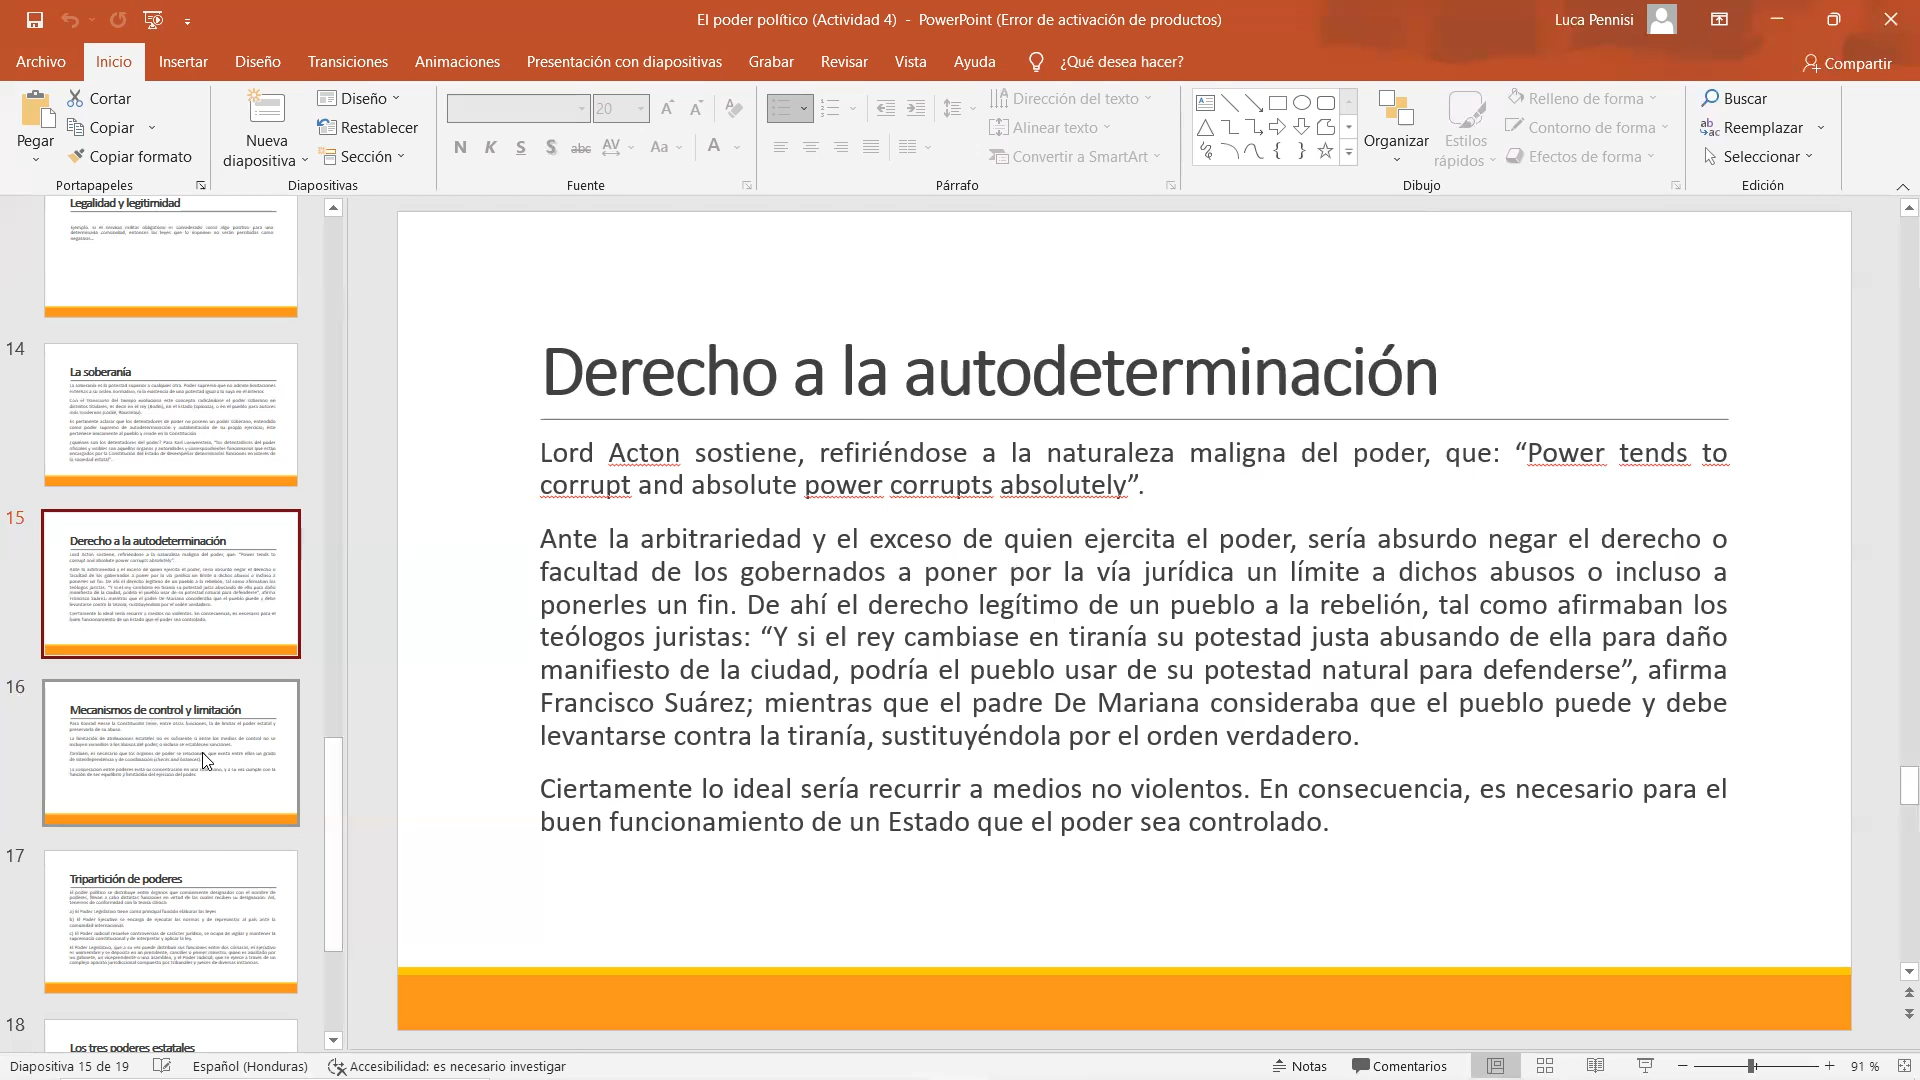 El poder político (Actividad 4) - PowerPoint (Error de activación de productos)
Luca Pennisi
Archivo Inicio Insertar Diseño Transiciones Animaciones Presentación con diapositivas Grabar Revisar Vista Ayuda ¿Qué desea hacer? Compartir
Pegar
Cortar
Copiar
Copiar formato
Portapapeles
Nueva diapositiva
Diseño
Restablecer
Sección
Diapositivas
20
N K S S abc AV Aa A
Fuente
Dirección del texto
Alinear texto
Convertir a SmartArt
Párrafo
Organizar
Estilos rápidos
Relleno de forma
Contorno de forma
Efectos de forma
Dibujo
Buscar
Reemplazar
Seleccionar
Edición
Legalidad y legitimidad
14
La soberanía
15
Derecho a la autodeterminación
16
Mecanismos de control y limitación
17
Tripartición de poderes
18
Los tres poderes estatales
Derecho a la autodeterminación
Lord Acton sostiene, refiriéndose a la naturaleza maligna del poder, que: “Power tends to
corrupt and absolute power corrupts absolutely”.
Ante la arbitrariedad y el exceso de quien ejercita el poder, sería absurdo negar el derecho o
facultad de los gobernados a poner por la vía jurídica un límite a dichos abusos o incluso a
ponerles un fin. De ahí el derecho legítimo de un pueblo a la rebelión, tal como afirmaban los
teólogos juristas: “Y si el rey cambiase en tiranía su potestad justa abusando de ella para daño
manifiesto de la ciudad, podría el pueblo usar de su potestad natural para defenderse”, afirma
Francisco Suárez; mientras que el padre De Mariana consideraba que el pueblo puede y debe
levantarse contra la tiranía, sustituyéndola por el orden verdadero.
Ciertamente lo ideal sería recurrir a medios no violentos. En consecuencia, es necesario para el
buen funcionamiento de un Estado que el poder sea controlado.
Diapositiva 15 de 19
Español (Honduras)
Accesibilidad: es necesario investigar
Notas
Comentarios
91 %